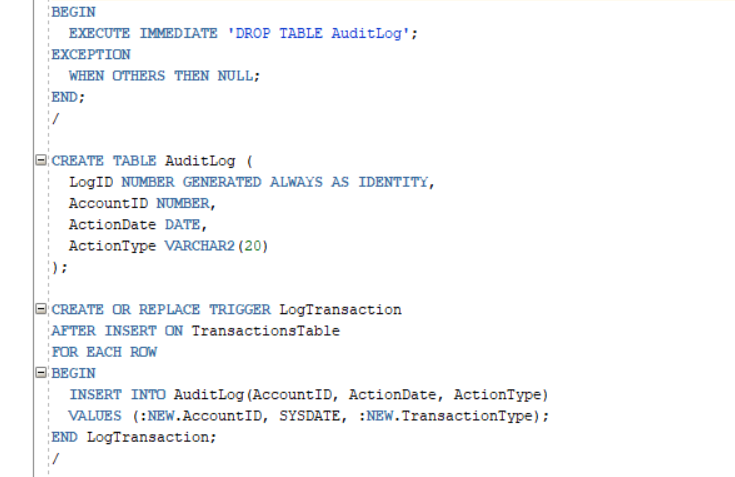 BEGIN
  EXECUTE IMMEDIATE 'DROP TABLE AuditLog';
EXCEPTION
  WHEN OTHERS THEN NULL;
END;
/
CREATE TABLE AuditLog (
  LogID NUMBER GENERATED ALWAYS AS IDENTITY,
  AccountID NUMBER,
  ActionDate DATE,
  ActionType VARCHAR2(20)
);
CREATE OR REPLACE TRIGGER LogTransaction
AFTER INSERT ON TransactionsTable
FOR EACH ROW
BEGIN
  INSERT INTO AuditLog(AccountID, ActionDate, ActionType)
  VALUES (:NEW.AccountID, SYSDATE, :NEW.TransactionType);
END LogTransaction;
/